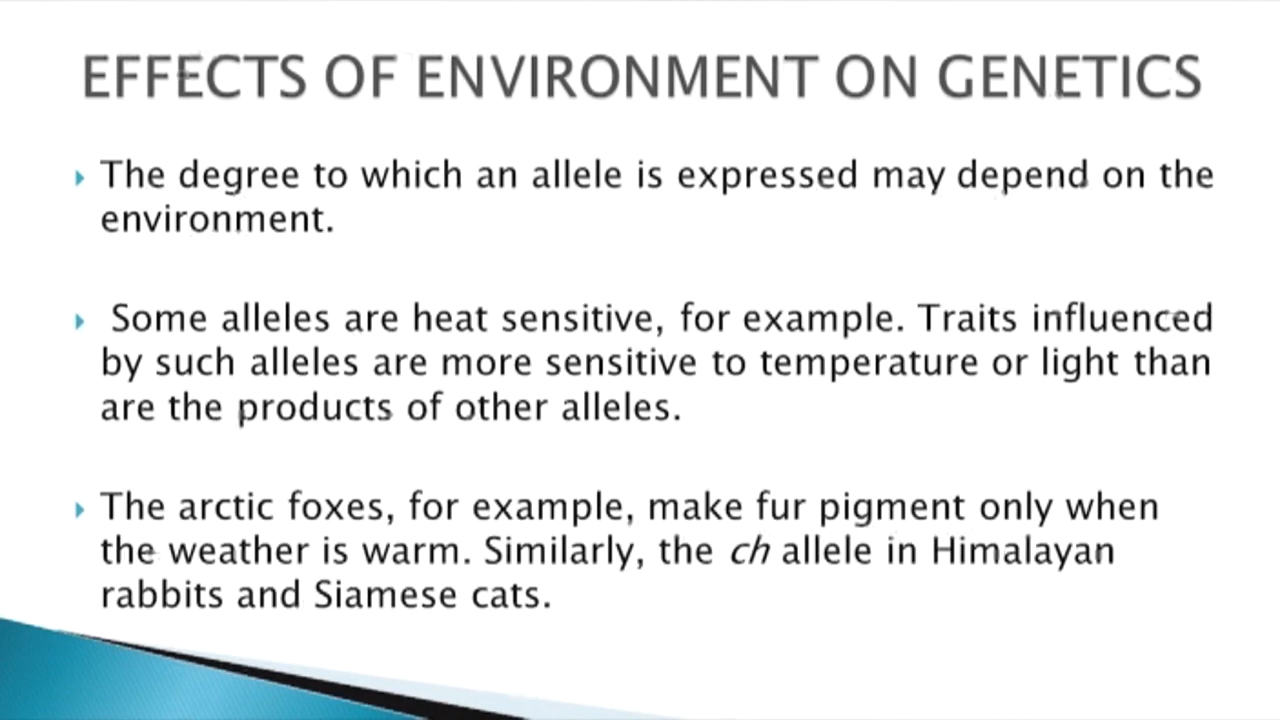 EFFECTS OF ENVIRONMENT ON GENETICS
The degree to which an allele is expressed may depend on the
environment.
Some alleles are heat sensitive, for example. Traits influenced
by such alleles are more sensitive to temperature or light than
are the products of other alleles.
The arctic foxes, for example, make fur pigment only when
the weather is warm. Similarly, the ch allele in Himalayan
rabbits and Siamese cats.